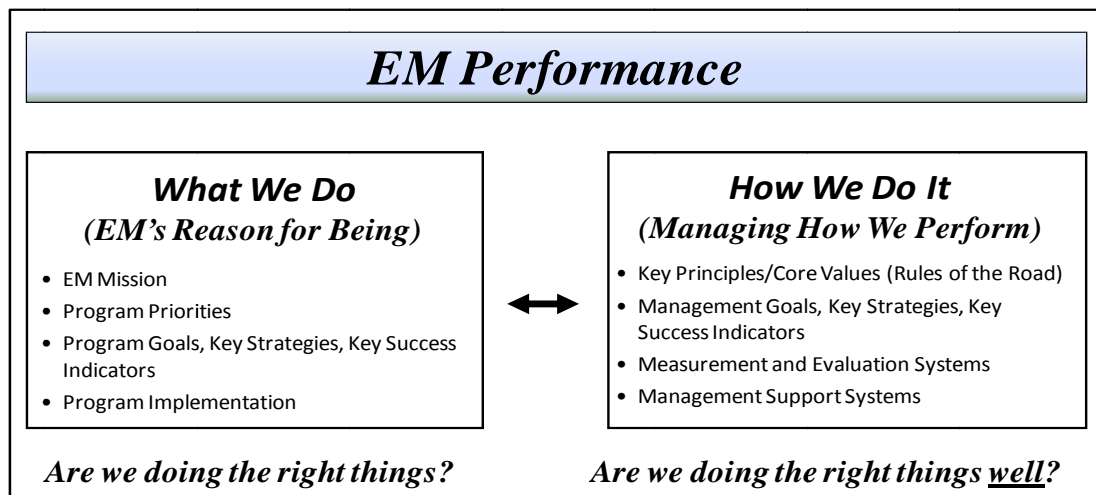 EM Performance
What We Do
(EM's Reason for Being)
• EM Mission
• Program Priorities
• Program Goals, Key Strategies, Key Success
Indicators
• Program Implementation
Are we doing the right things?
How We Do It
(Managing How We Perform)
• Key Principles/Core Values (Rules of the Road)
• Management Goals, Key Strategies, Key
Success Indicators
• Measurement and Evaluation Systems
• Management Support Systems
Are we doing the right things well?